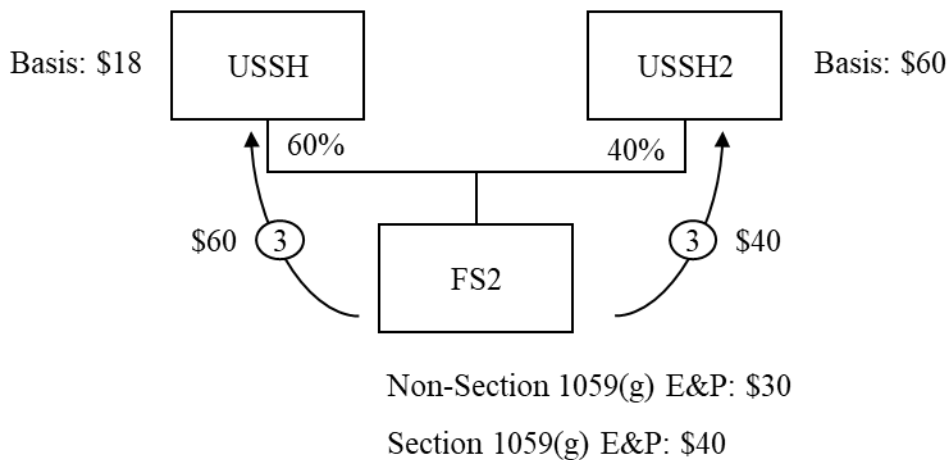 Basis: $18
USSH
USSH2
Basis: $60
60%
40%
$60
3
3
$40
FS2
Non-Section 1059(g) E&P: $30
Section 1059(g) E&P: $40